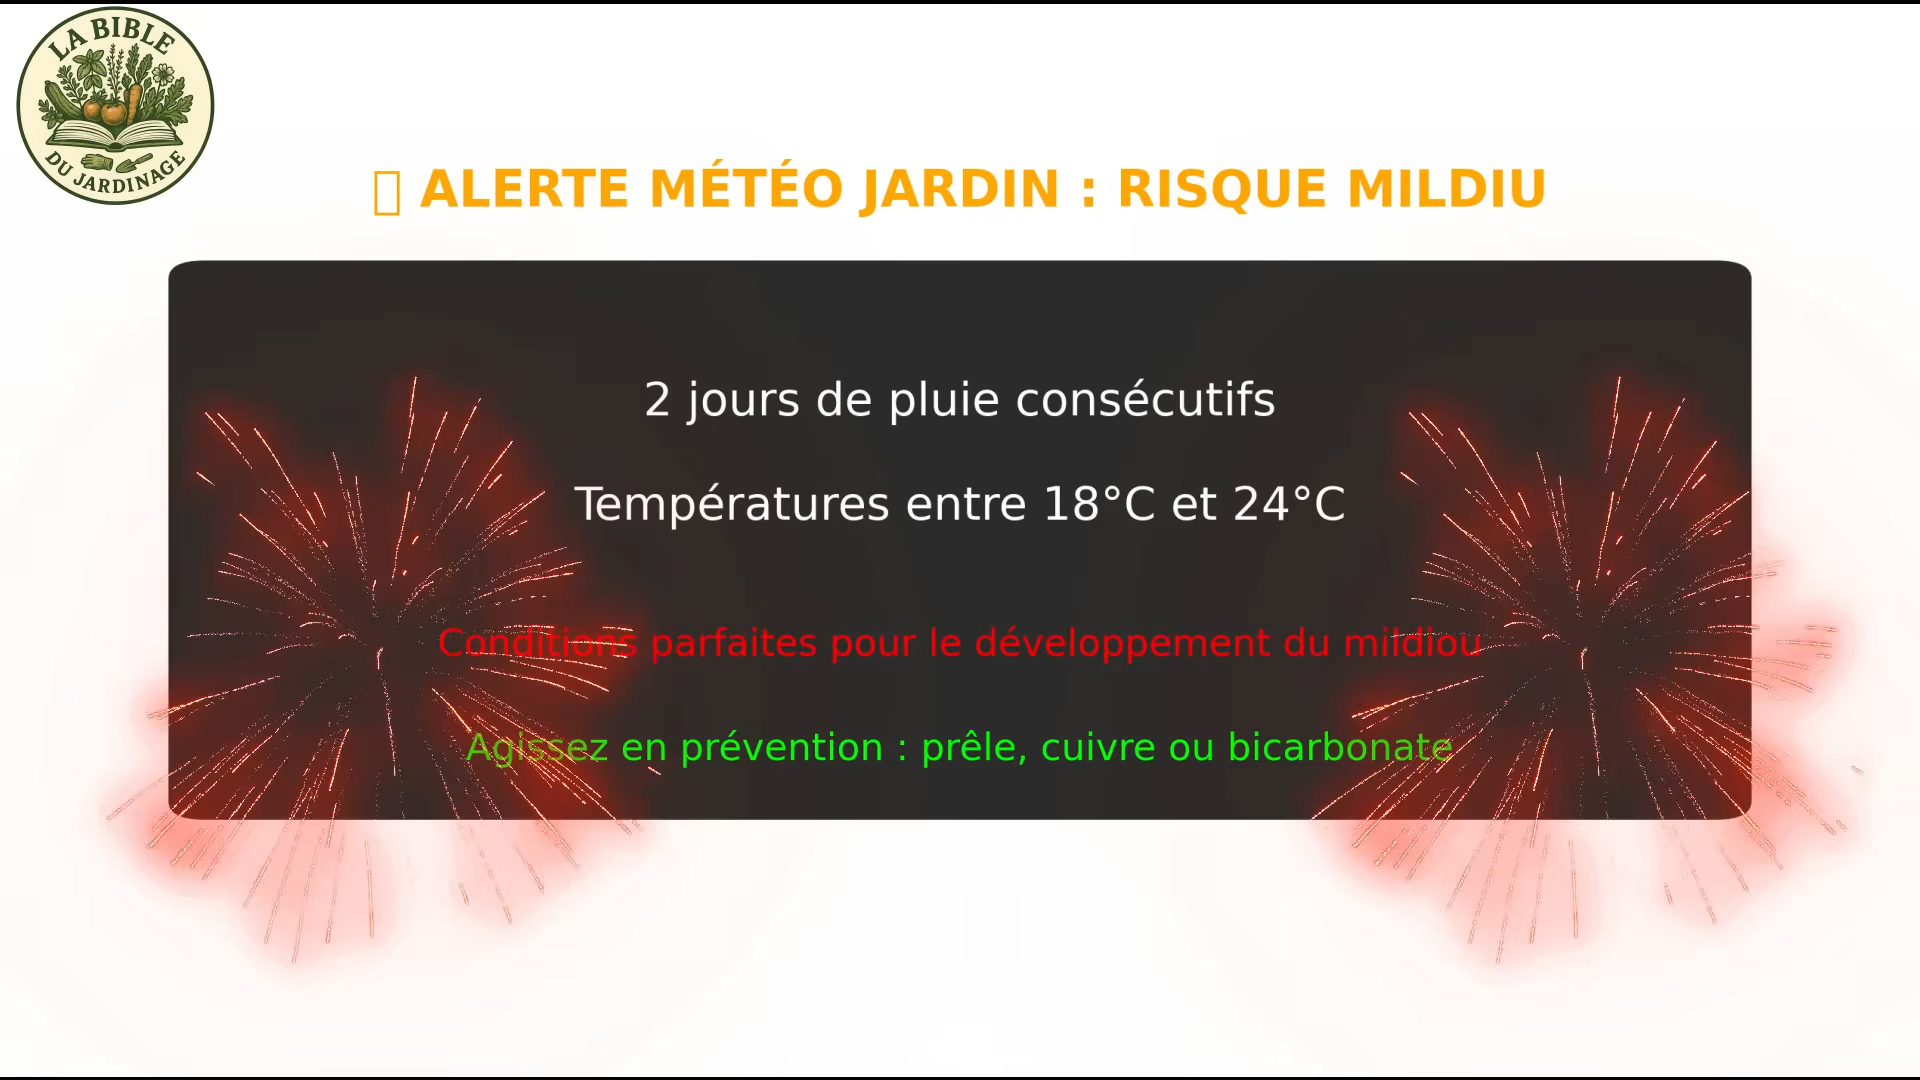 LA BIBLE
DU JARDINAGE
ALERTE MÉTÉO JARDIN : RISQUE MILDIU
2 jours de pluie consécutifs
Températures entre 18°C et 24°C
Conditions parfaites pour le développement du mildiou
Agissez en prévention : prêle, cuivre ou bicarbonate